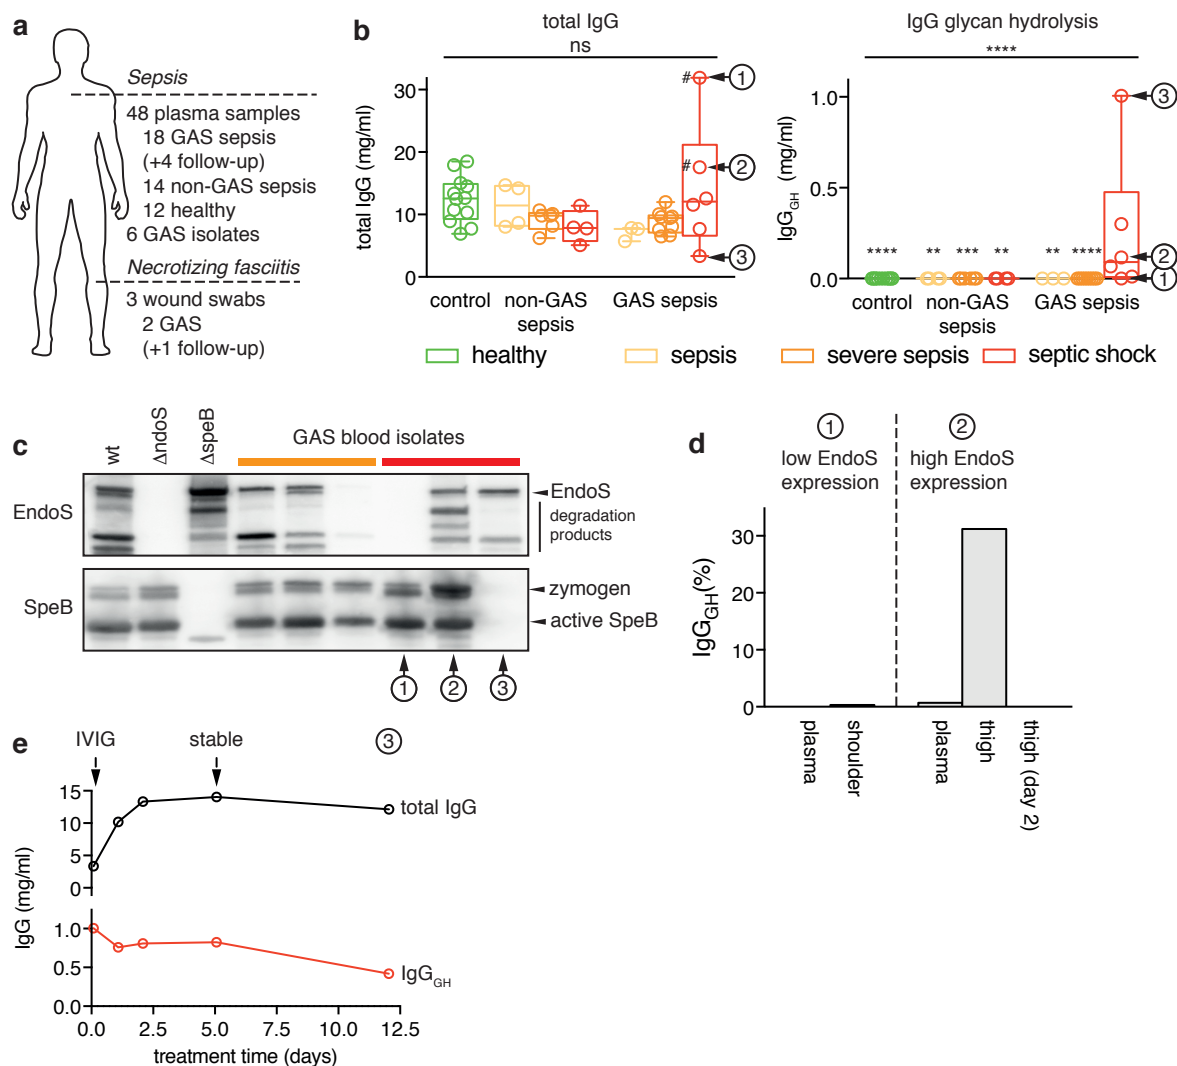 a
Sepsis
48 plasma samples
18 GAS sepsis
(+4 follow-up)
14 non-GAS sepsis
12 healthy
6 GAS isolates
Necrotizing fasciitis
3 wound swabs
2 GAS
(+1 follow-up)
b
total IgG
ns
total IgG (mg/ml)
30
20
10
0
#
#
1
2
3
control
non-GAS
sepsis
GAS sepsis
IgG glycan hydrolysis
****
IgGGH (mg/ml)
1.0
0.5
0.0
****
**
***
**
**
****
3
2
1
control
non-GAS
sepsis
GAS sepsis
healthy
sepsis
severe sepsis
septic shock
c
wt
ΔndoS
ΔspeB
GAS blood isolates
EndoS
EndoS
degradation
products
SpeB
zymogen
active SpeB
1
2
3
d
1
low EndoS
expression
2
high EndoS
expression
IgGGH(%)
30
20
10
0
plasma
shoulder
plasma
thigh
thigh (day 2)
e
IVIG
stable
3
IgG (mg/ml)
15
10
5
0
total IgG
1.0
0.5
0.0
IgGGH
0.0
2.5
5.0
7.5
10.0
12.5
treatment time (days)